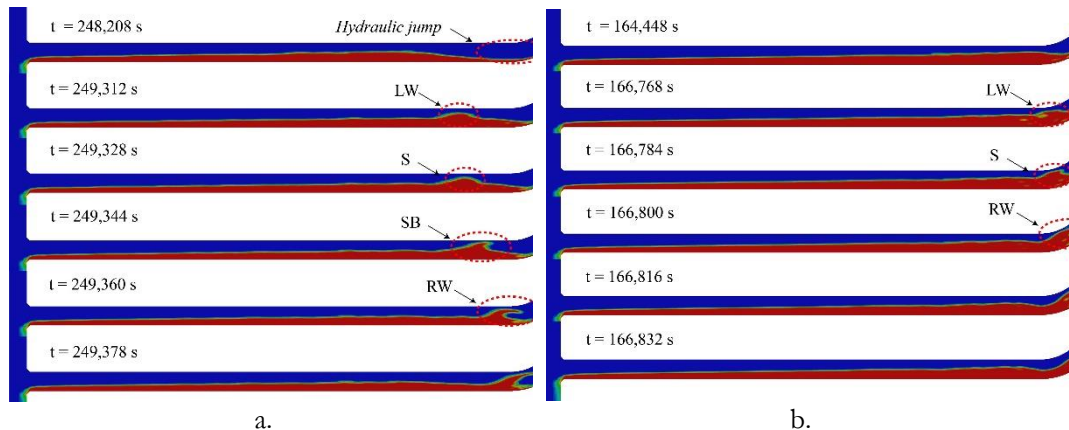 t = 248,208 s
Hydraulic jump
LW
t = 249,312 s
S
t = 249,328 s
t = 249,344 s
SB
t = 249,360 s
RW
t = 249,378 s
a.
t = 164,448 s
t = 166,768 s
LW
t = 166,784 s
S
t = 166,800 s
RW
t = 166,816 s
t = 166,832 s
b.